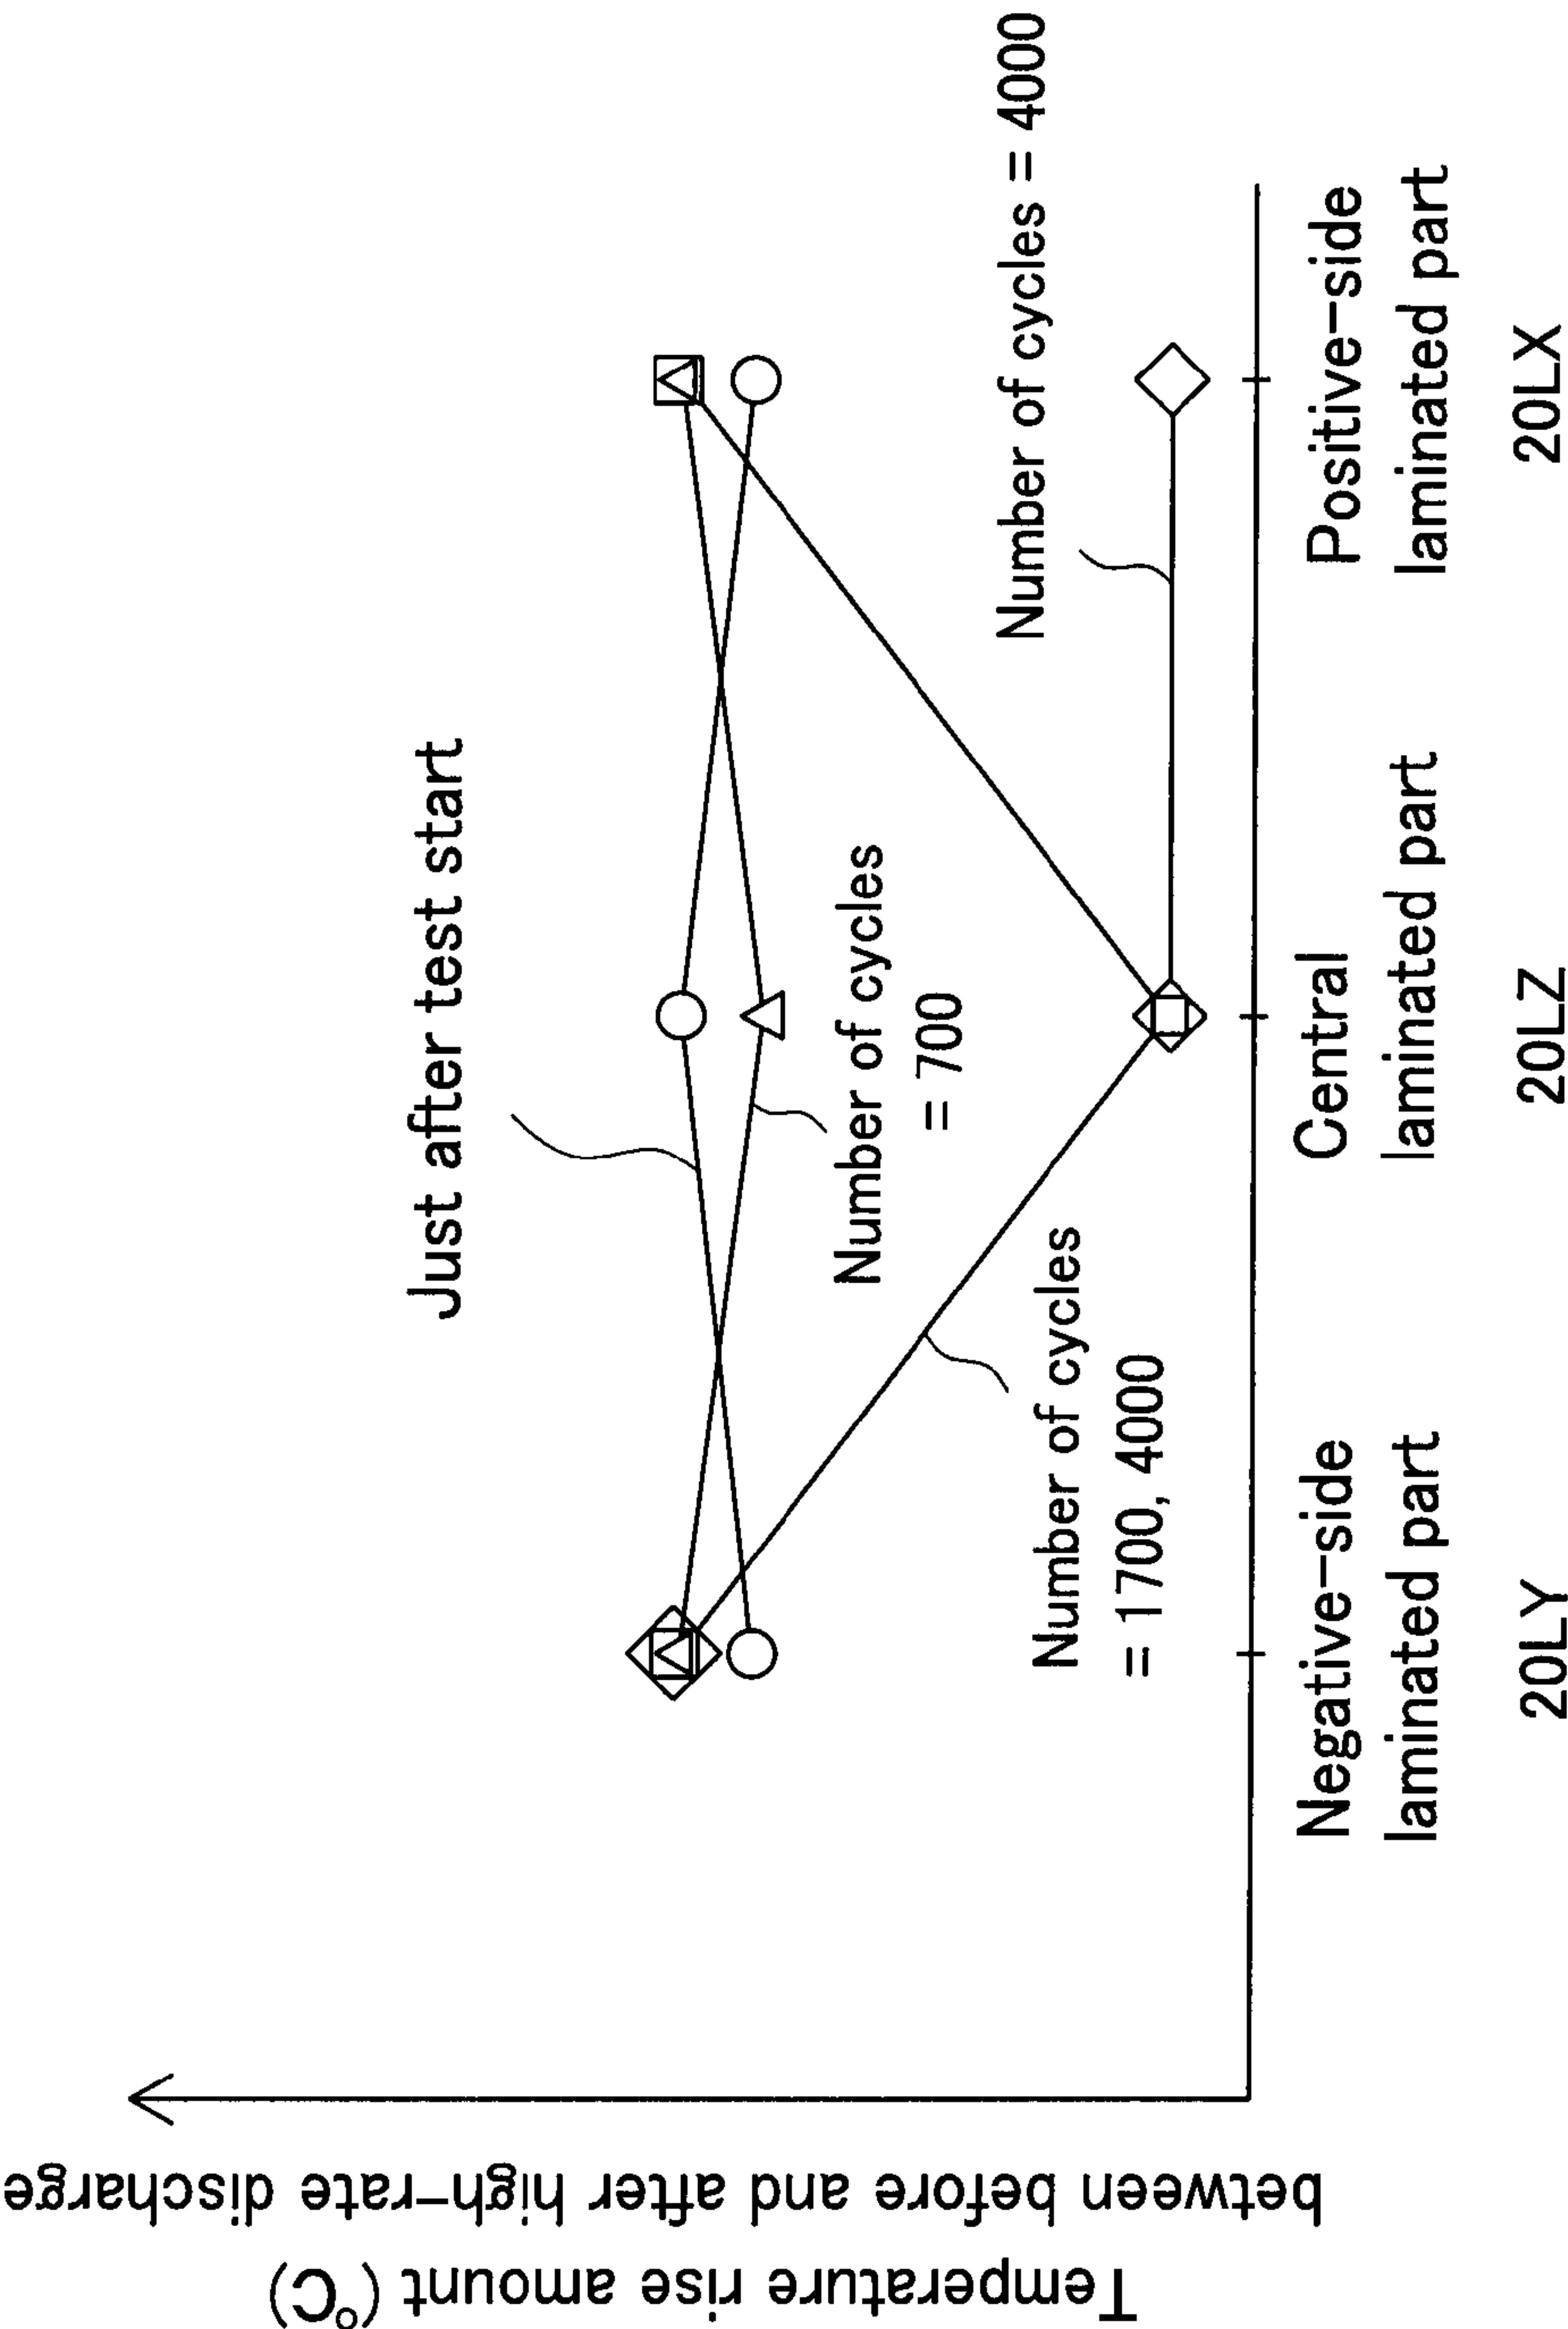 Temperature rise amount (℃)
between and before and after high-rate discharge
Just after test start
Number of cycles
= 700
Number of cycles
= 1700, 4000
Number of cycles = 4000
Negative-side
laminated part
20LY
Central
laminated part
20LZ
Positive-side
laminated part
20LX